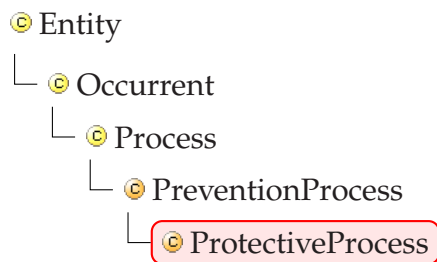 © Entity
© Occurrent
© Process
© PreventionProcess
© ProtectiveProcess